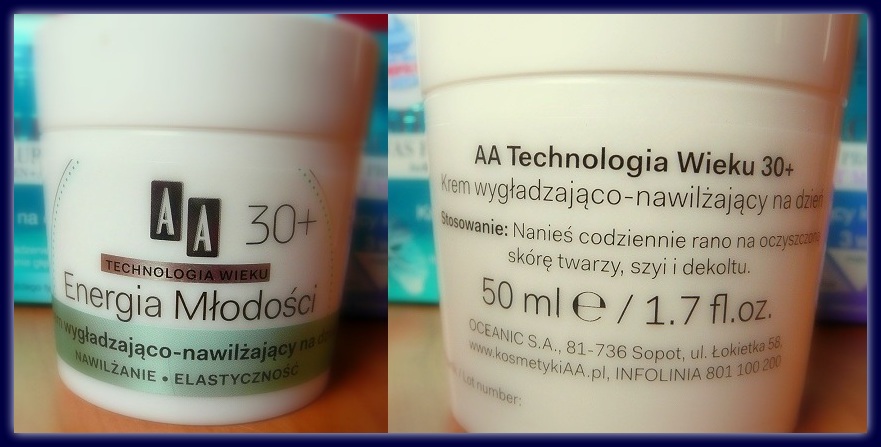 AA 30+
TECHNOLOGIA WIEKU
Energia Młodości
wygładzająco-nawilżający na
NAWILŻANIE • ELASTYCZNOŚĆ
AA Technologia Wieku 30+
Krem wygładzająco-nawilżający na dzień
Stosowanie: Nanieś codziennie rano na oczyszczoną
skórę twarzy, szyi i dekoltu.
50 ml ℮ / 1.7 fl.oz.
OCEANIC S.A., 81-736 Sopot, ul. Łokietka 58,
www.kosmetykiAA.pl, INFOLINIA 801 100 200
/ Lot number: